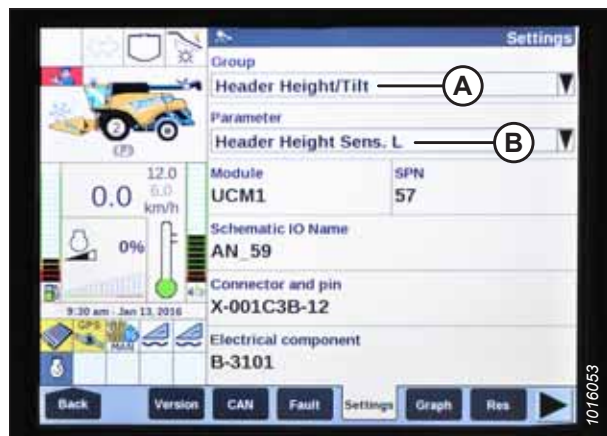 Settings
Group
Header Height/Tilt
A
Parameter
Header Height Sens. L
B
2
(P)
12.0
0.0
6.0
km/h
Module
SPN
UCM1
57
Schematic IO Name
0%
AN_59
Connector and pin
X-001C3B-12
9:30 am - Jan 13, 2016
GPS
MAN
Electrical component
B-3101
Back
Version
CAN
Fault
Settings
Graph
Res
1016053